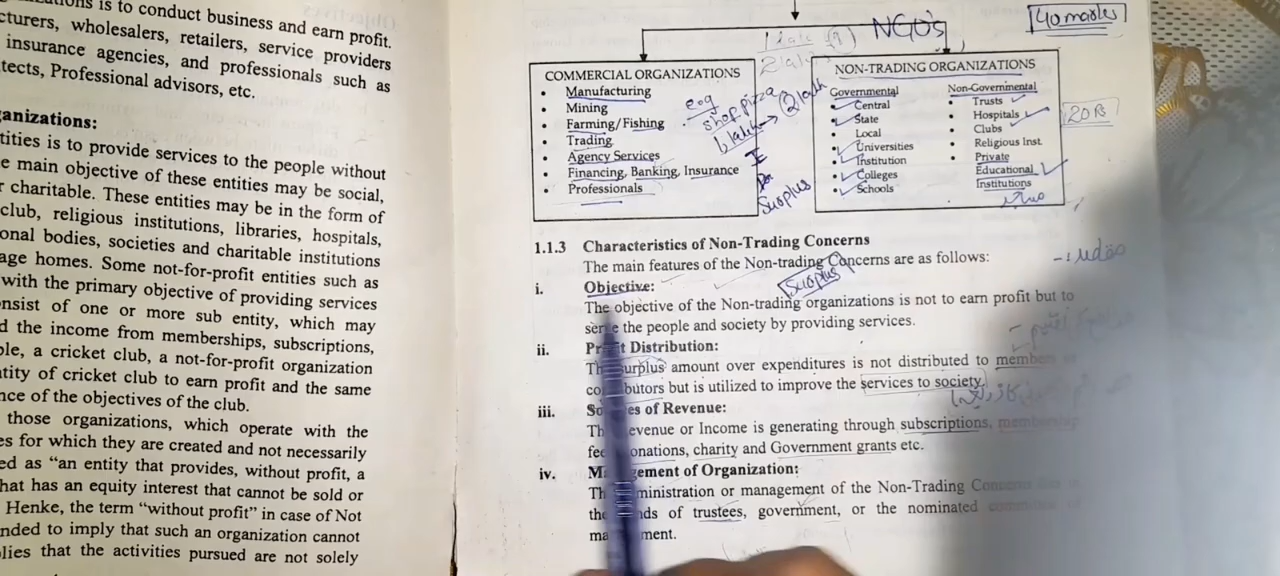 ons is to conduct business and earn profit.
cturers, wholesalers, retailers, service providers
insurance agencies, and professionals such as
tects, Professional advisors, etc.
ganizations:
tities is to provide services to the people without
e main objective of these entities may be social,
r charitable. These entities may be in the form of
club, religious institutions, libraries, hospitals,
onal bodies, societies and charitable institutions
age homes. Some not-for-profit entities such as
with the primary objective of providing services
onsist of one or more sub entity, which may
d the income from memberships, subscriptions,
ple, a cricket club, a not-for-profit organization
ntity of cricket club to earn profit and the same
nce of the objectives of the club.
those organizations, which operate with the
es for which they are created and not necessarily
ed as “an entity that provides, without profit, a
hat has an equity interest that cannot be sold or
Henke, the term “without profit” in case of Not
nded to imply that such an organization cannot
plies that the activities pursued are not solely
NGO's
40 marks
COMMERCIAL ORGANIZATIONS
• Manufacturing
• Mining
• Farming/Fishing
• Trading
• Agency Services
• Financing, Banking, Insurance
• Professionals
eog
shop pizza
Surplus
NON-TRADING ORGANIZATIONS
Governmental
• Central
• State
• Local
• Universities
• Institution
• Colleges
• Schools
Non-Governmental
• Trusts
• Hospitals
• Clubs
• Religious Inst.
• Private
Educational
Institutions
1.1.3 Characteristics of Non-Trading Concerns
The main features of the Non-trading Concerns are as follows:
i. Objective:
Surplus
The objective of the Non-trading organizations is not to earn profit but to
serve the people and society by providing services.
ii. Profit Distribution:
The surplus amount over expenditures is not distributed to
butors but is utilized to improve the services to society.
iii. So es of Revenue:
Th evenue or Income is generating through subscriptions,
fee onations, charity and Government grants etc.
iv. M gement of Organization:
Th ministration or management of the Non-Trading
the nds of trustees, government, or the nominated
ma ment.